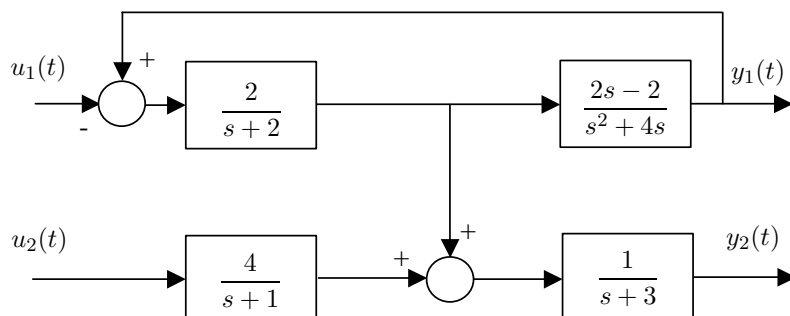 u₁(t)
+
-
2
s + 2
2s − 2
s² + 4s
y₁(t)
u₂(t)
4
s + 1
+
+
1
s + 3
y₂(t)